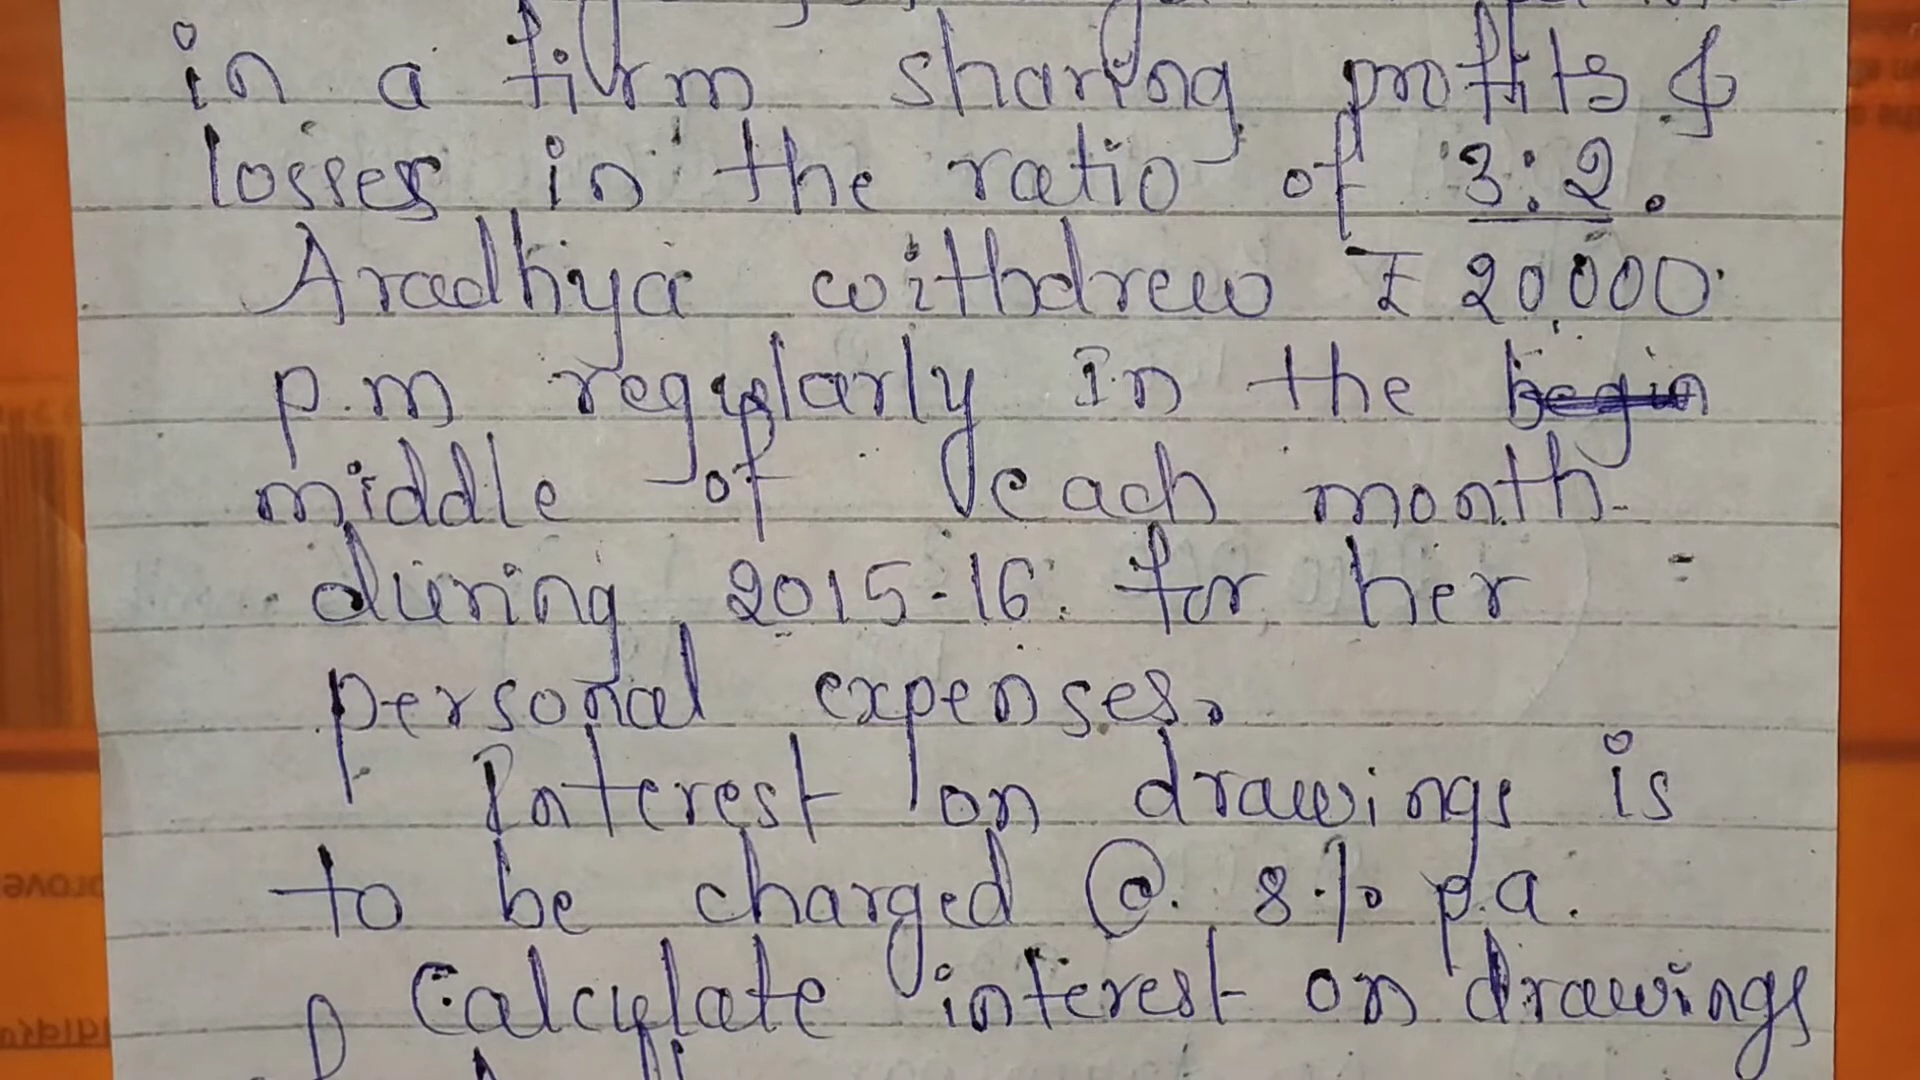 in a firm sharing profits &
losses in the ratio of 3:2.
Aradhya withdrew ₹ 20000
p.m regularly in the begin
middle of each month
during 2015-16. for her
personal expenses.
Interest on drawings is
to be charged @. 8% p.a.
Calculate interest on drawings